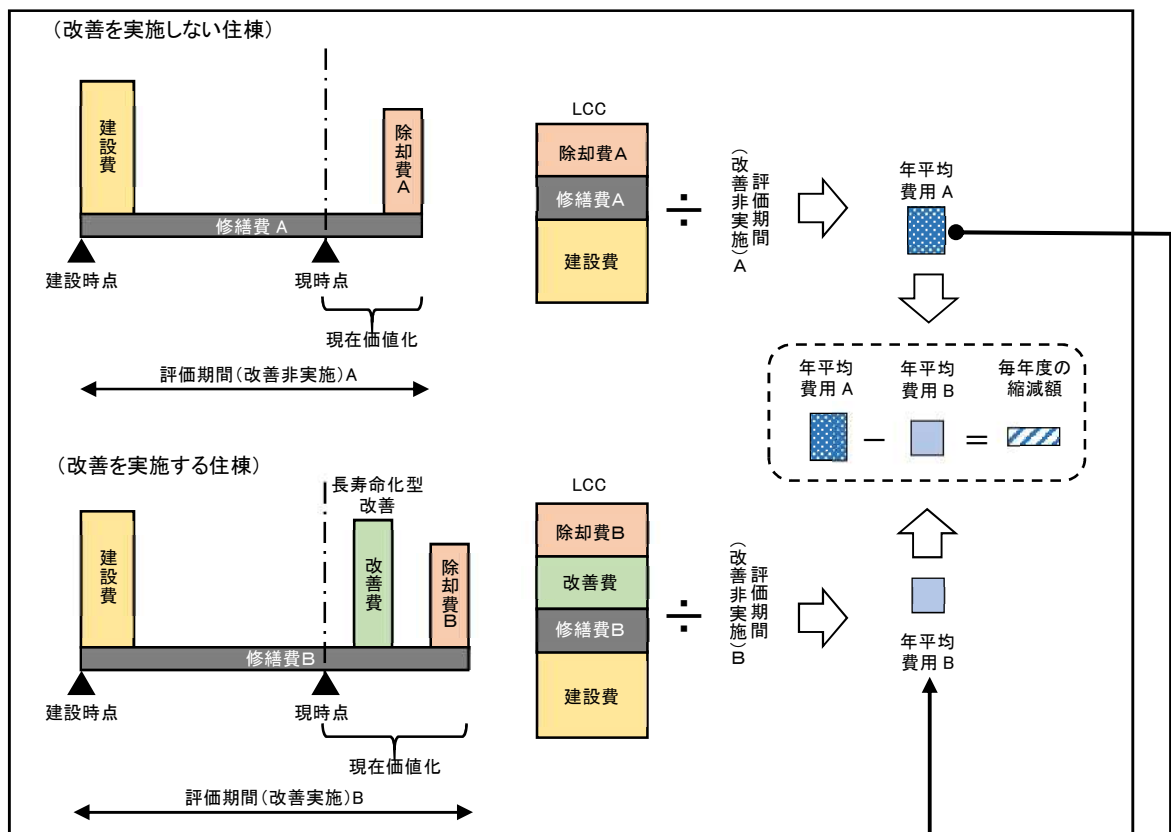 (改善を実施しない住棟)
建設費
除却費A
修繕費A
建設時点
現時点
現在価値化
評価期間(改善非実施)A
LCC
除却費A
修繕費A
建設費
÷
評価期間
(改善非実施)A
年平均
費用A
年平均
費用A
−
年平均
費用B
=
毎年度の
縮減額
(改善を実施する住棟)
長寿命化型
改善
建設費
改善費
除却費B
修繕費B
建設時点
現時点
現在価値化
評価期間(改善実施)B
LCC
除却費B
改善費
修繕費B
建設費
÷
評価期間
(改善非実施)B
年平均
費用B